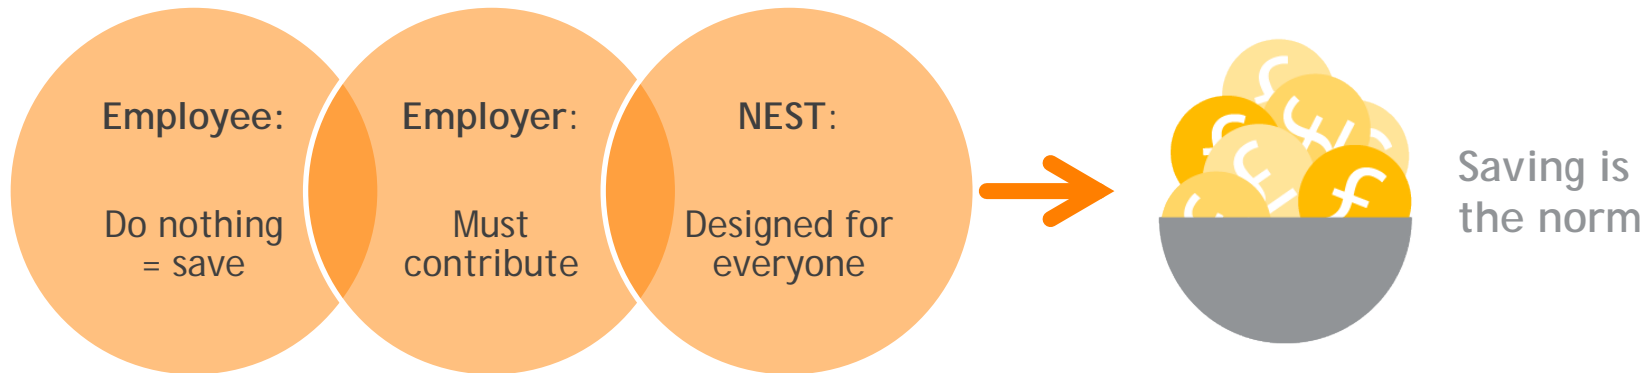 Employee:
Do nothing
= save
Employer:
Must
contribute
NEST:
Designed for
everyone
£ £ £ £ £ £ £
Saving is
the norm